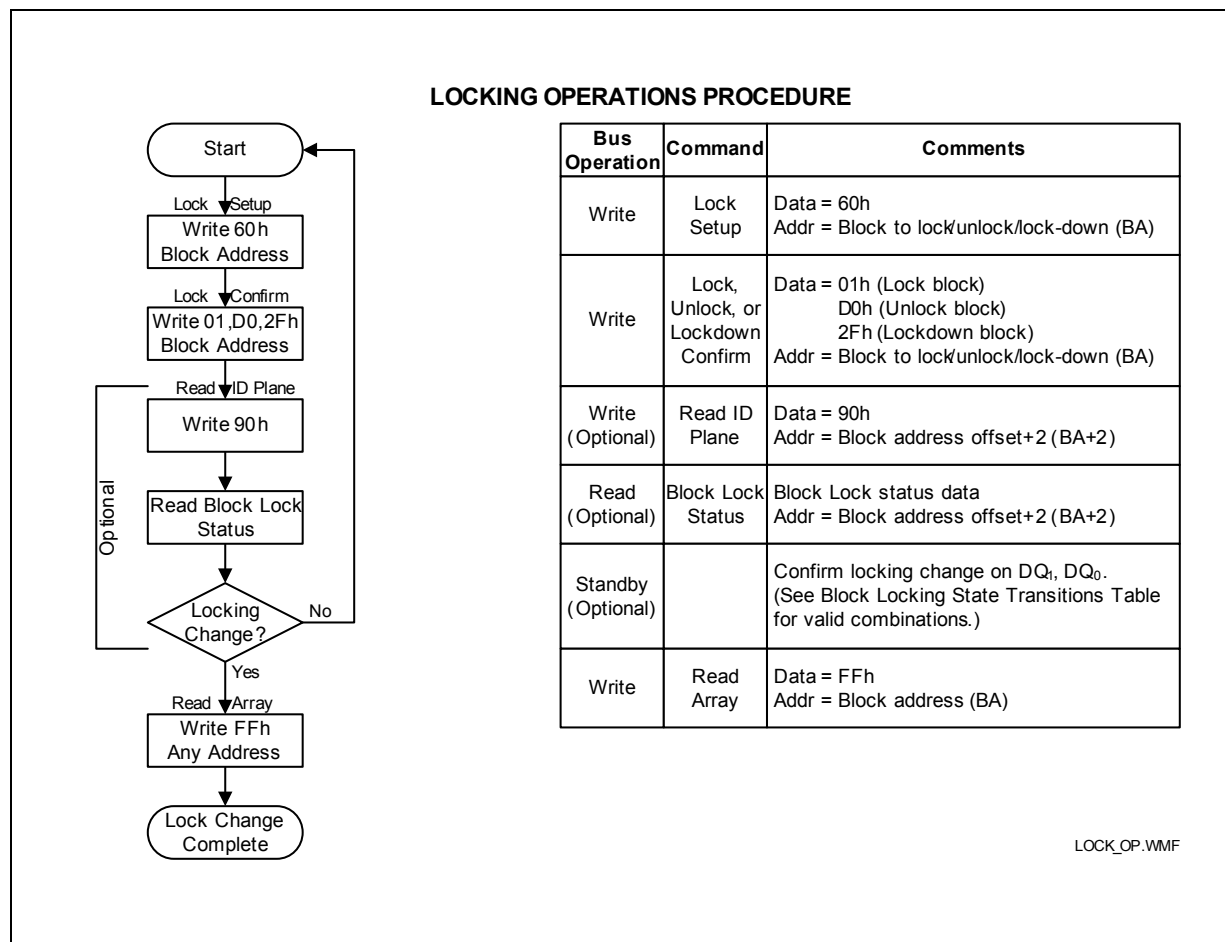 LOCKING OPERATIONS PROCEDURE
Start
Lock Setup
Write 60h
Block Address
Lock Confirm
Write 01,D0,2Fh
Block Address
Read ID Plane
Write 90h
Optional
Read Block Lock
Status
Locking
Change?
No
Yes
Read Array
Write FFh
Any Address
Lock Change
Complete
Bus
Operation
Command
Comments
Write
Lock
Setup
Data = 60h
Addr = Block to lock/unlock/lock-down (BA)
Write
Lock,
Unlock, or
Lockdown
Confirm
Data = 01h (Lock block)
D0h (Unlock block)
2Fh (Lockdown block)
Addr = Block to lock/unlock/lock-down (BA)
Write
(Optional)
Read ID
Plane
Data = 90h
Addr = Block address offset+2 (BA+2)
Read
(Optional)
Block Lock
Status
Block Lock status data
Addr = Block address offset+2 (BA+2)
Standby
(Optional)
Confirm locking change on DQ₁, DQ₀.
(See Block Locking State Transitions Table
for valid combinations.)
Write
Read
Array
Data = FFh
Addr = Block address (BA)
LOCK_OP.WMF